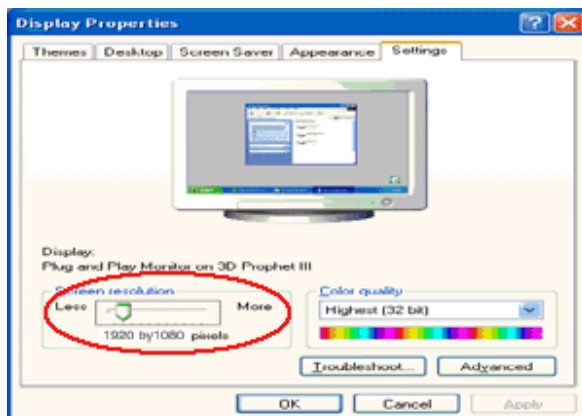 Display Properties
Themes Desktop Screen Saver Appearance Settings
Display:
Plug and Play Monitor on 3D Prophet III
Screen resolution
Less More
1920 by1080 pixels
Color quality
Highest (32 bit)
Troubleshoot... Advanced
OK Cancel Apply